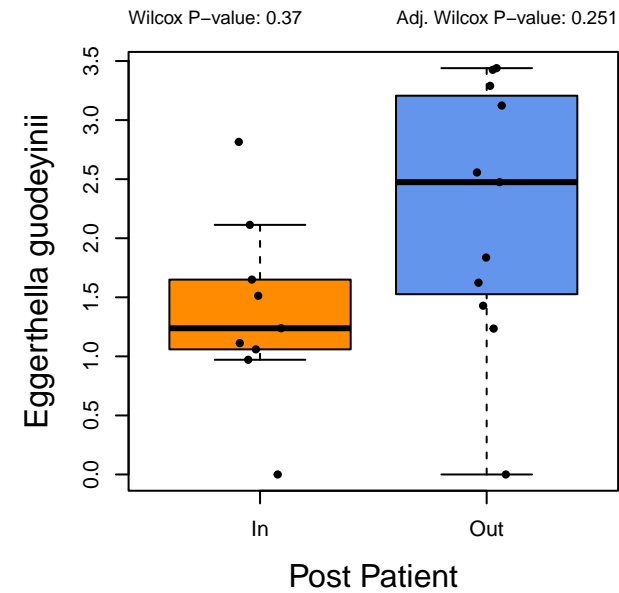 Wilcox P−value: 0.37
Adj. Wilcox P−value: 0.251
Eggerthella guodeyinii
3.5
3.0
2.5
2.0
1.5
1.0
0.5
0.0
In
Out
Post Patient